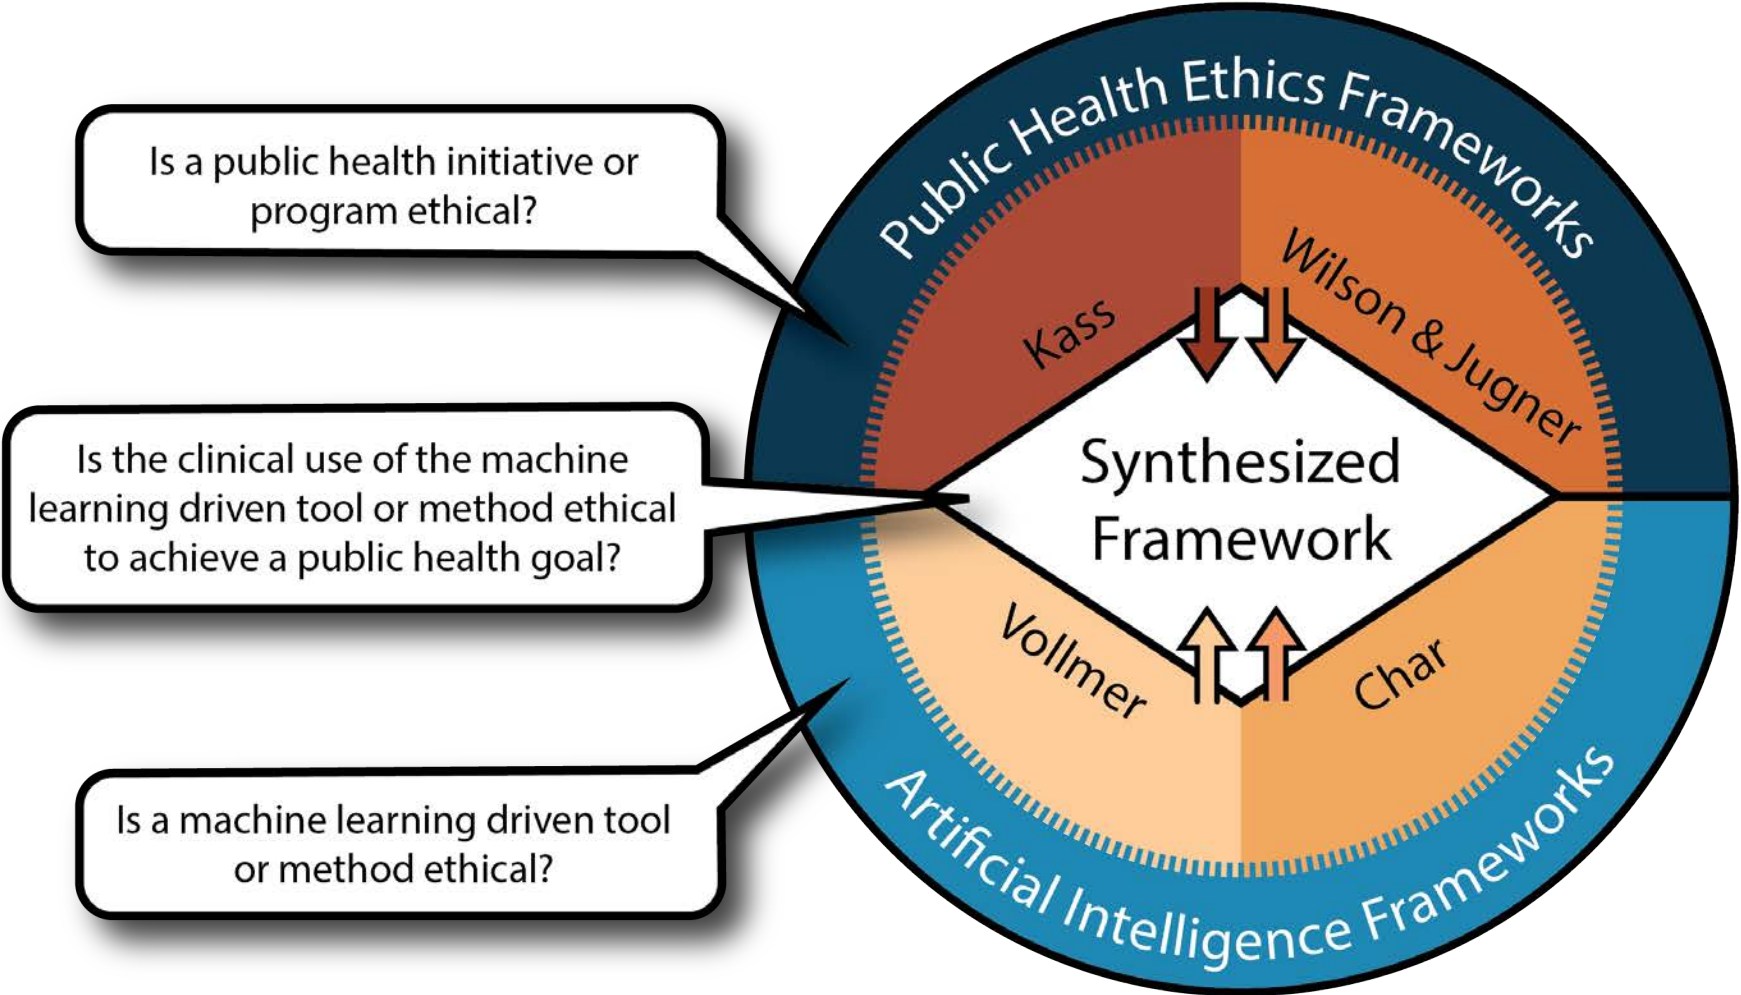 Public Health Ethics Frameworks
Is a public health initiative or
program ethical?
Kass
Wilson & Jugner
Is the clinical use of the machine
learning driven tool or method ethical
to achieve a public health goal?
Synthesized
Framework
Vollmer
Char
Is a machine learning driven tool
or method ethical?
Artificial Intelligence Frameworks